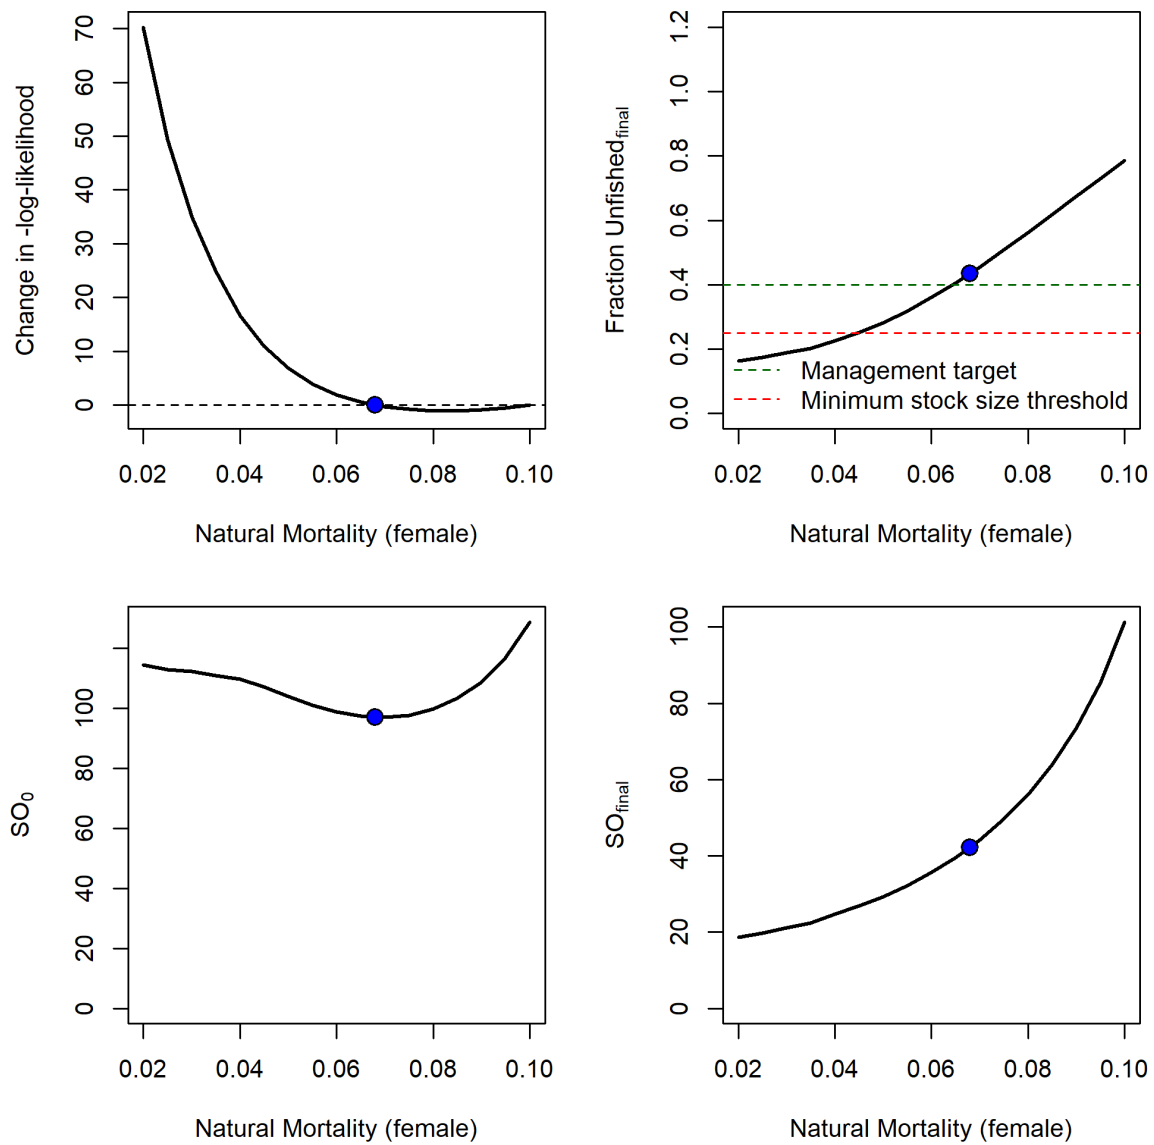 Change in -log-likelihood
70
60
50
40
30
20
10
0
0.02 0.04 0.06 0.08 0.10
Natural Mortality (female)
Fraction Unfished_final
1.2
1.0
0.8
0.6
0.4
0.2
0.0
Management target
Minimum stock size threshold
0.02 0.04 0.06 0.08 0.10
Natural Mortality (female)
SO_0
100
80
60
40
20
0
0.02 0.04 0.06 0.08 0.10
Natural Mortality (female)
SO_final
100
80
60
40
20
0
0.02 0.04 0.06 0.08 0.10
Natural Mortality (female)